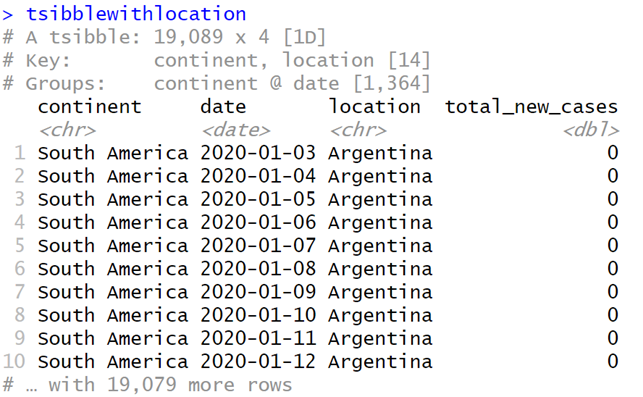 > tsibblewithlocation
# A tsibble: 19,089 x 4 [1D]
# Key:       continent, location [14]
# Groups:    continent @ date [1,364]
   continent     date       location  total_new_cases
   <chr>         <date>     <chr>               <dbl>
 1 South America 2020-01-03 Argentina               0
 2 South America 2020-01-04 Argentina               0
 3 South America 2020-01-05 Argentina               0
 4 South America 2020-01-06 Argentina               0
 5 South America 2020-01-07 Argentina               0
 6 South America 2020-01-08 Argentina               0
 7 South America 2020-01-09 Argentina               0
 8 South America 2020-01-10 Argentina               0
 9 South America 2020-01-11 Argentina               0
10 South America 2020-01-12 Argentina               0
# … with 19,079 more rows